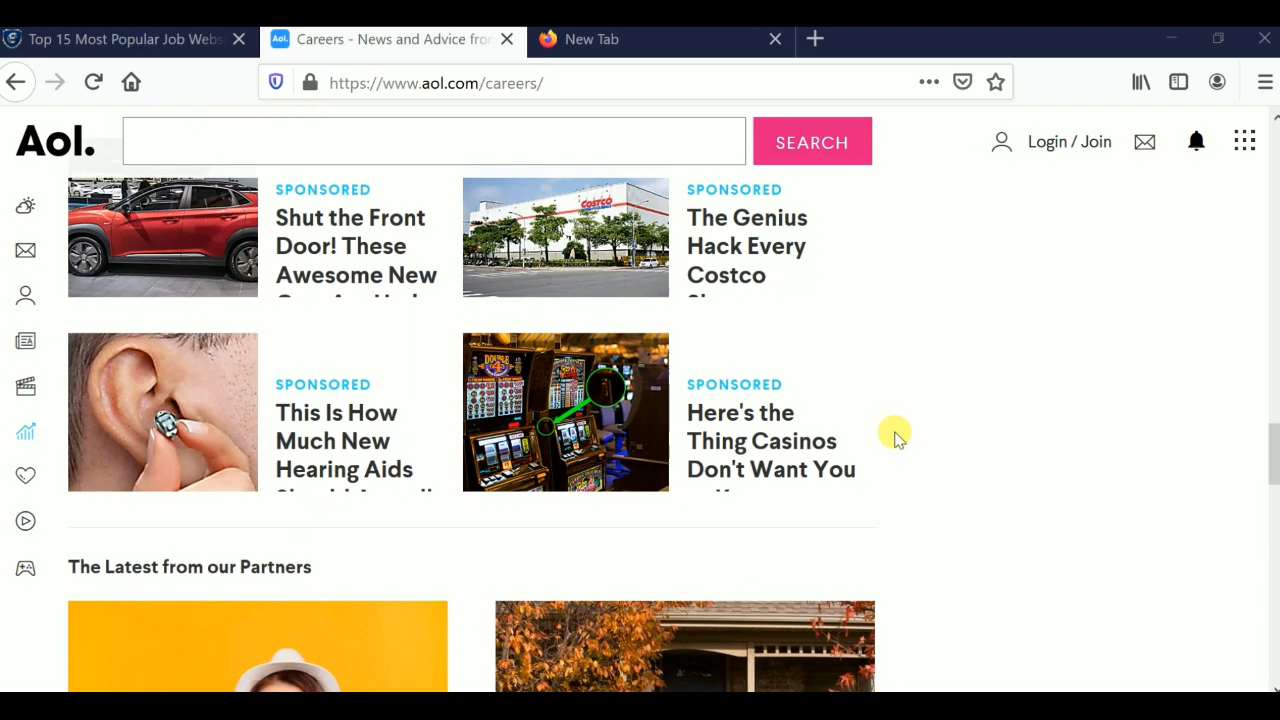 Top 15 Most Popular Job Webs
Careers - News and Advice from
New Tab
https://www.aol.com/careers/
Aol.
SEARCH
Login / Join
SPONSORED
Shut the Front
Door! These
Awesome New
SPONSORED
The Genius
Hack Every
Costco
COSTCO
SPONSORED
This Is How
Much New
Hearing Aids
SPONSORED
Here's the
Thing Casinos
Don't Want You
The Latest from our Partners